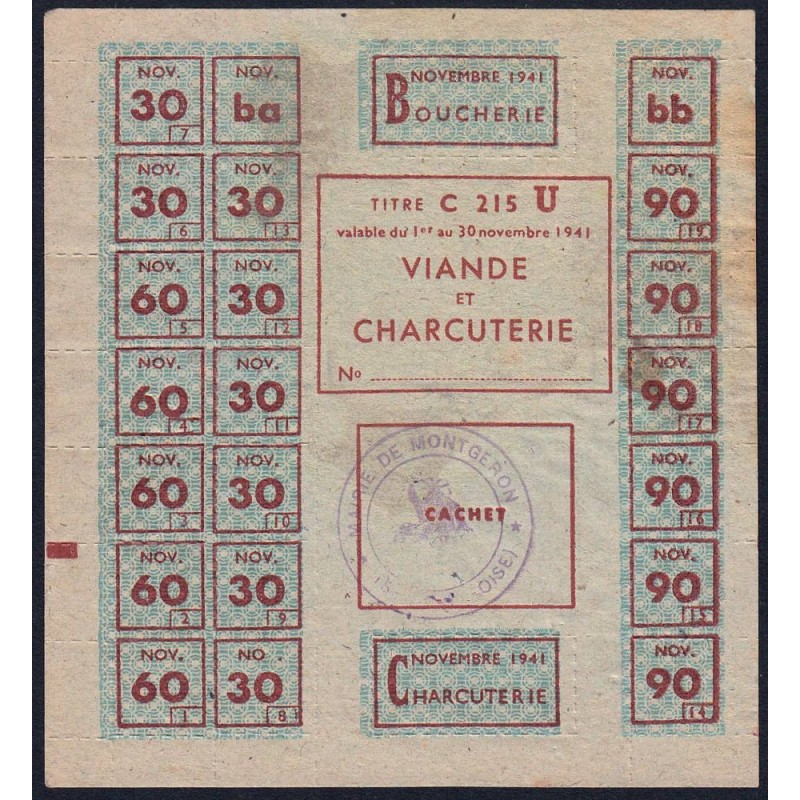 NOV.
30
7
NOV.
ba
NOVEMBRE 1941
BOUCHERIE
NOV.
bb
NOV.
30
6
NOV.
30
13
NOV.
90
19
TITRE C 215 U
valable du 1er au 30 novembre 1941
VIANDE
ET
CHARCUTERIE
No
NOV.
60
5
NOV.
30
12
NOV.
90
18
NOV.
60
4
NOV.
30
11
NOV.
90
17
NOV.
60
3
NOV.
30
10
NOV.
90
16
MAIRIE DE MONTGERON
OISE)
CACHET
NOV.
60
2
NOV.
30
9
NOV.
90
15
NOV.
60
1
NO.
30
8
NOVEMBRE 1941
CHARCUTERIE
NOV.
90
14